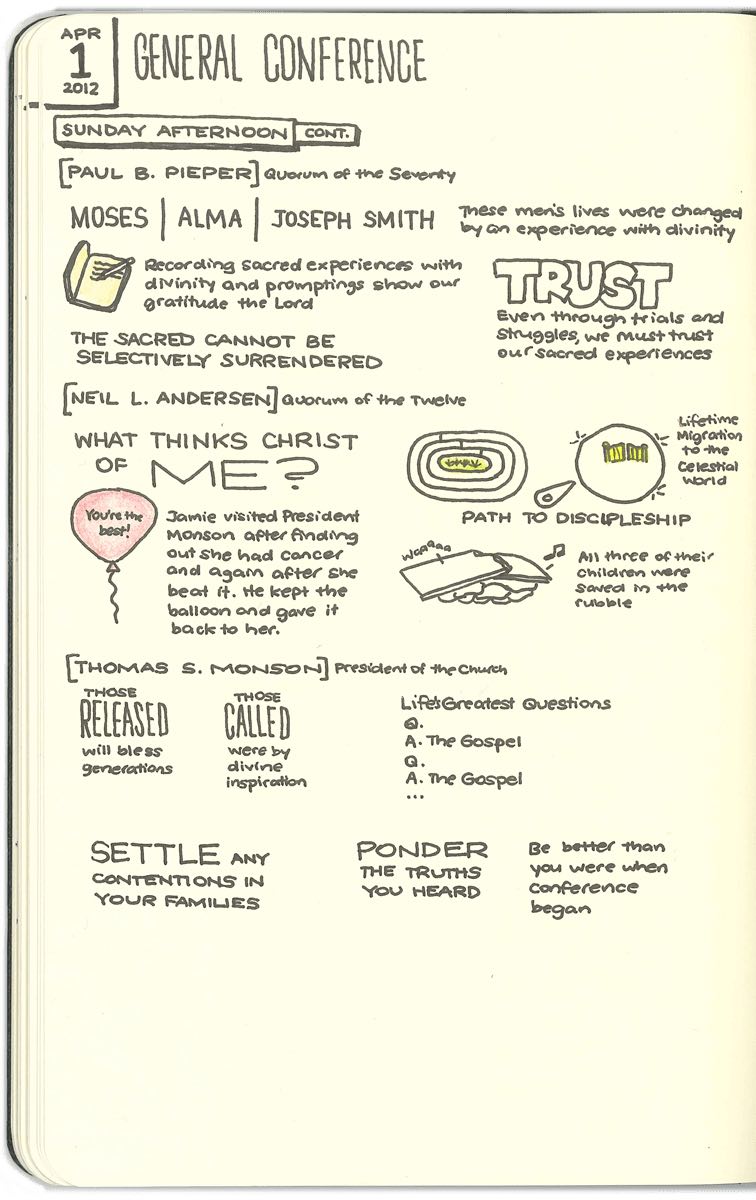 APR
1
2012
GENERAL CONFERENCE
SUNDAY AFTERNOON CONT.
[PAUL B. PIEPER] Quorum of the Seventy
MOSES | ALMA | JOSEPH SMITH
These men's lives were changed
by an experience with divinity
Recording sacred experiences with
divinity and promptings show our
gratitude the Lord
TRUST
Even through trials and
struggles, we must trust
our sacred experiences
THE SACRED CANNOT BE
SELECTIVELY SURRENDERED
[NEIL L. ANDERSEN] Quorum of the Twelve
WHAT THINKS CHRIST
OF ME?
Lifetime
Migration
to the
Celestial
World
PATH TO DISCIPLESHIP
You're the
best!
Jamie visited President
Monson after finding
out she had cancer
and again after she
beat it. He kept the
balloon and gave it
back to her.
All three of their
children were
saved in the
rubble
[THOMAS S. MONSON] President of the Church
THOSE
RELEASED
will bless
generations
THOSE
CALLED
were by
divine
inspiration
Life's Greatest Questions
Q.
A. The Gospel
Q.
A. The Gospel
...
SETTLE ANY
CONTENTIONS IN
YOUR FAMILIES
PONDER
THE TRUTHS
YOU HEARD
Be better than
you were when
conference
began